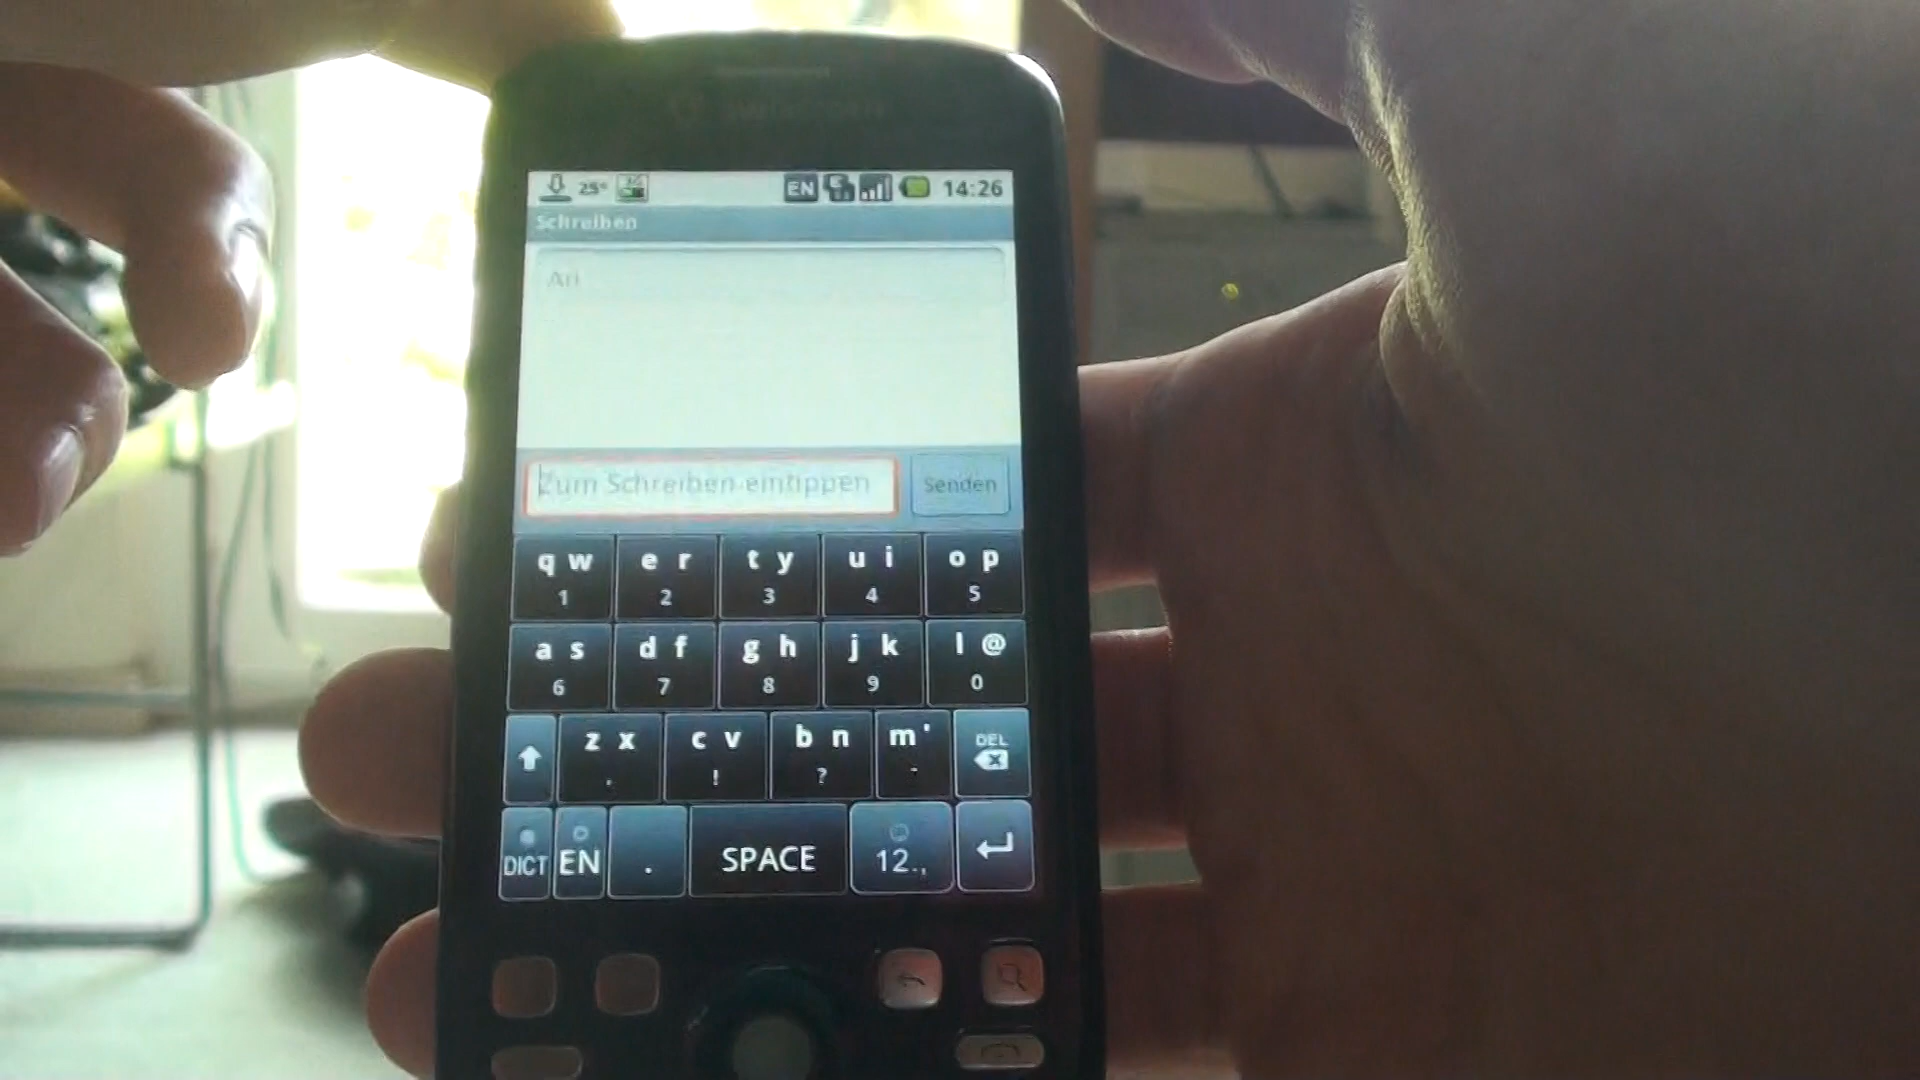 25° EN 14:26
Schreiben
An
Zum Schreiben eintippen Senden
q w e r t y u i o p
1 2 3 4 5
a s d f g h j k l @
6 7 8 9 0
z x c v b n m ' DEL
. ! ? -
DICT EN . SPACE 12.,